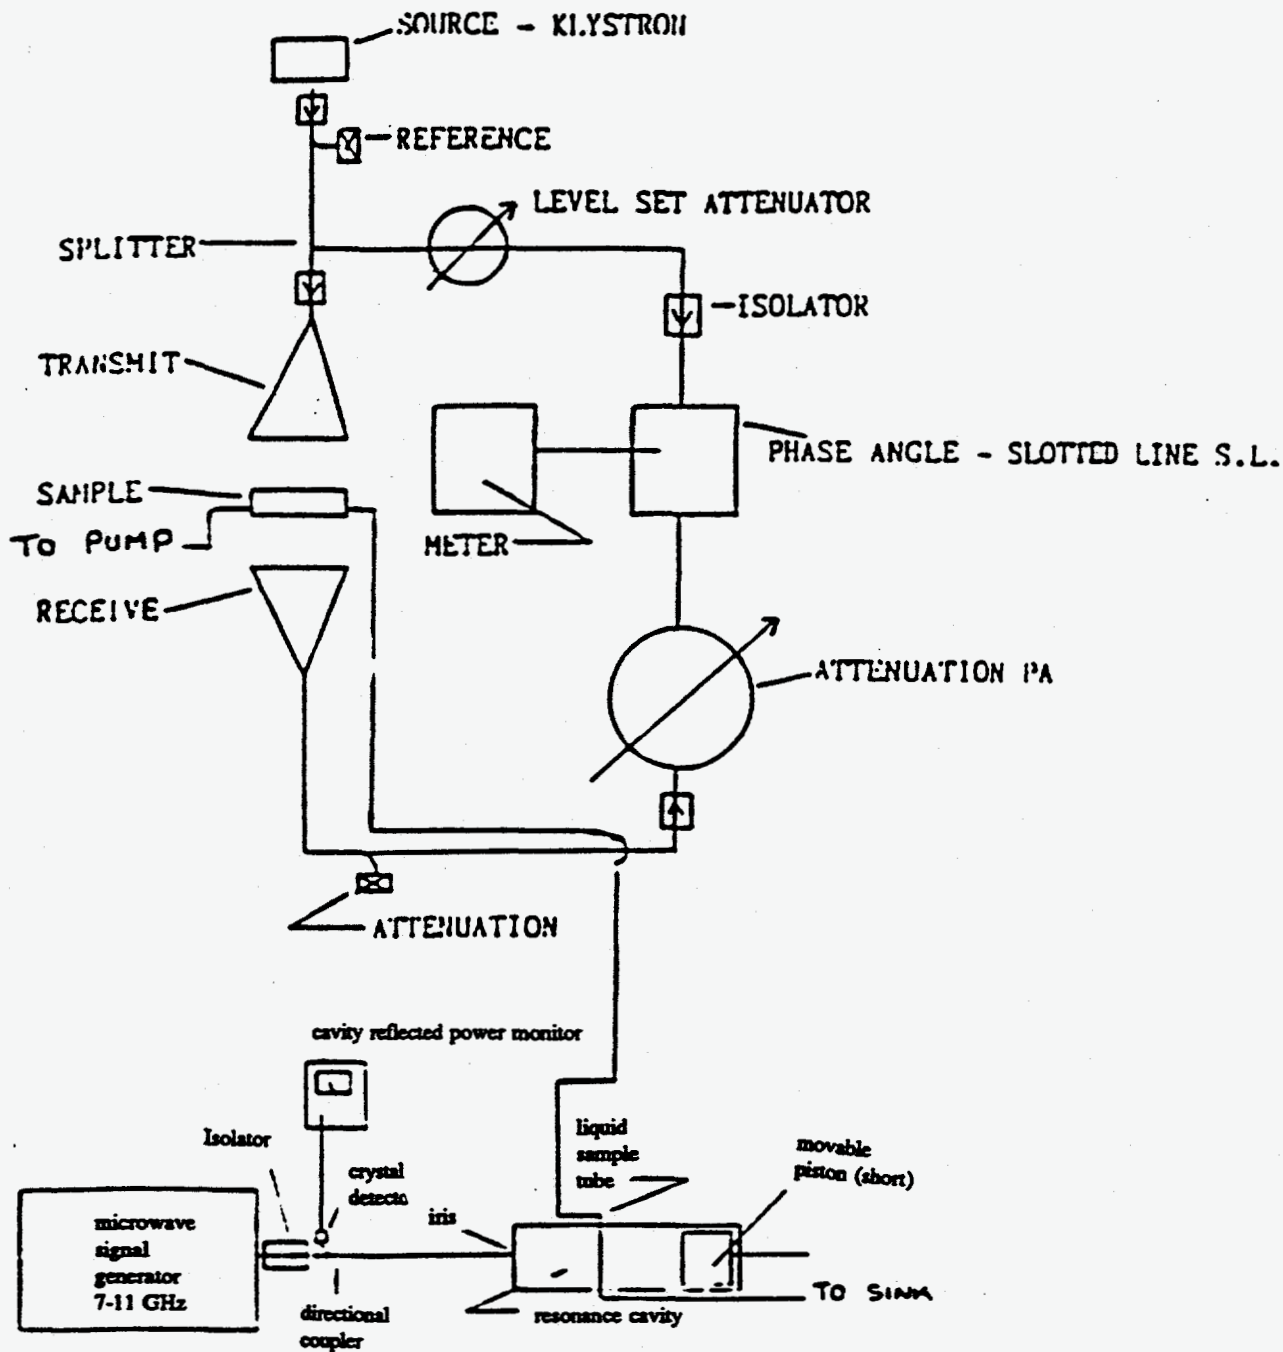 SOURCE - KLYSTRON
REFERENCE
LEVEL SET ATTENUATOR
SPLITTER
ISOLATOR
TRANSMIT
PHASE ANGLE - SLOTTED LINE S.L.
SAMPLE
TO PUMP
METER
RECEIVE
ATTENUATION PA
ATTENUATION
cavity reflected power monitor
Isolator
crystal
detecto
liquid
sample
tube
movable
piston (short)
iris
microwave
signal
generator
7-11 GHz
directional
coupler
resonance cavity
TO SINK